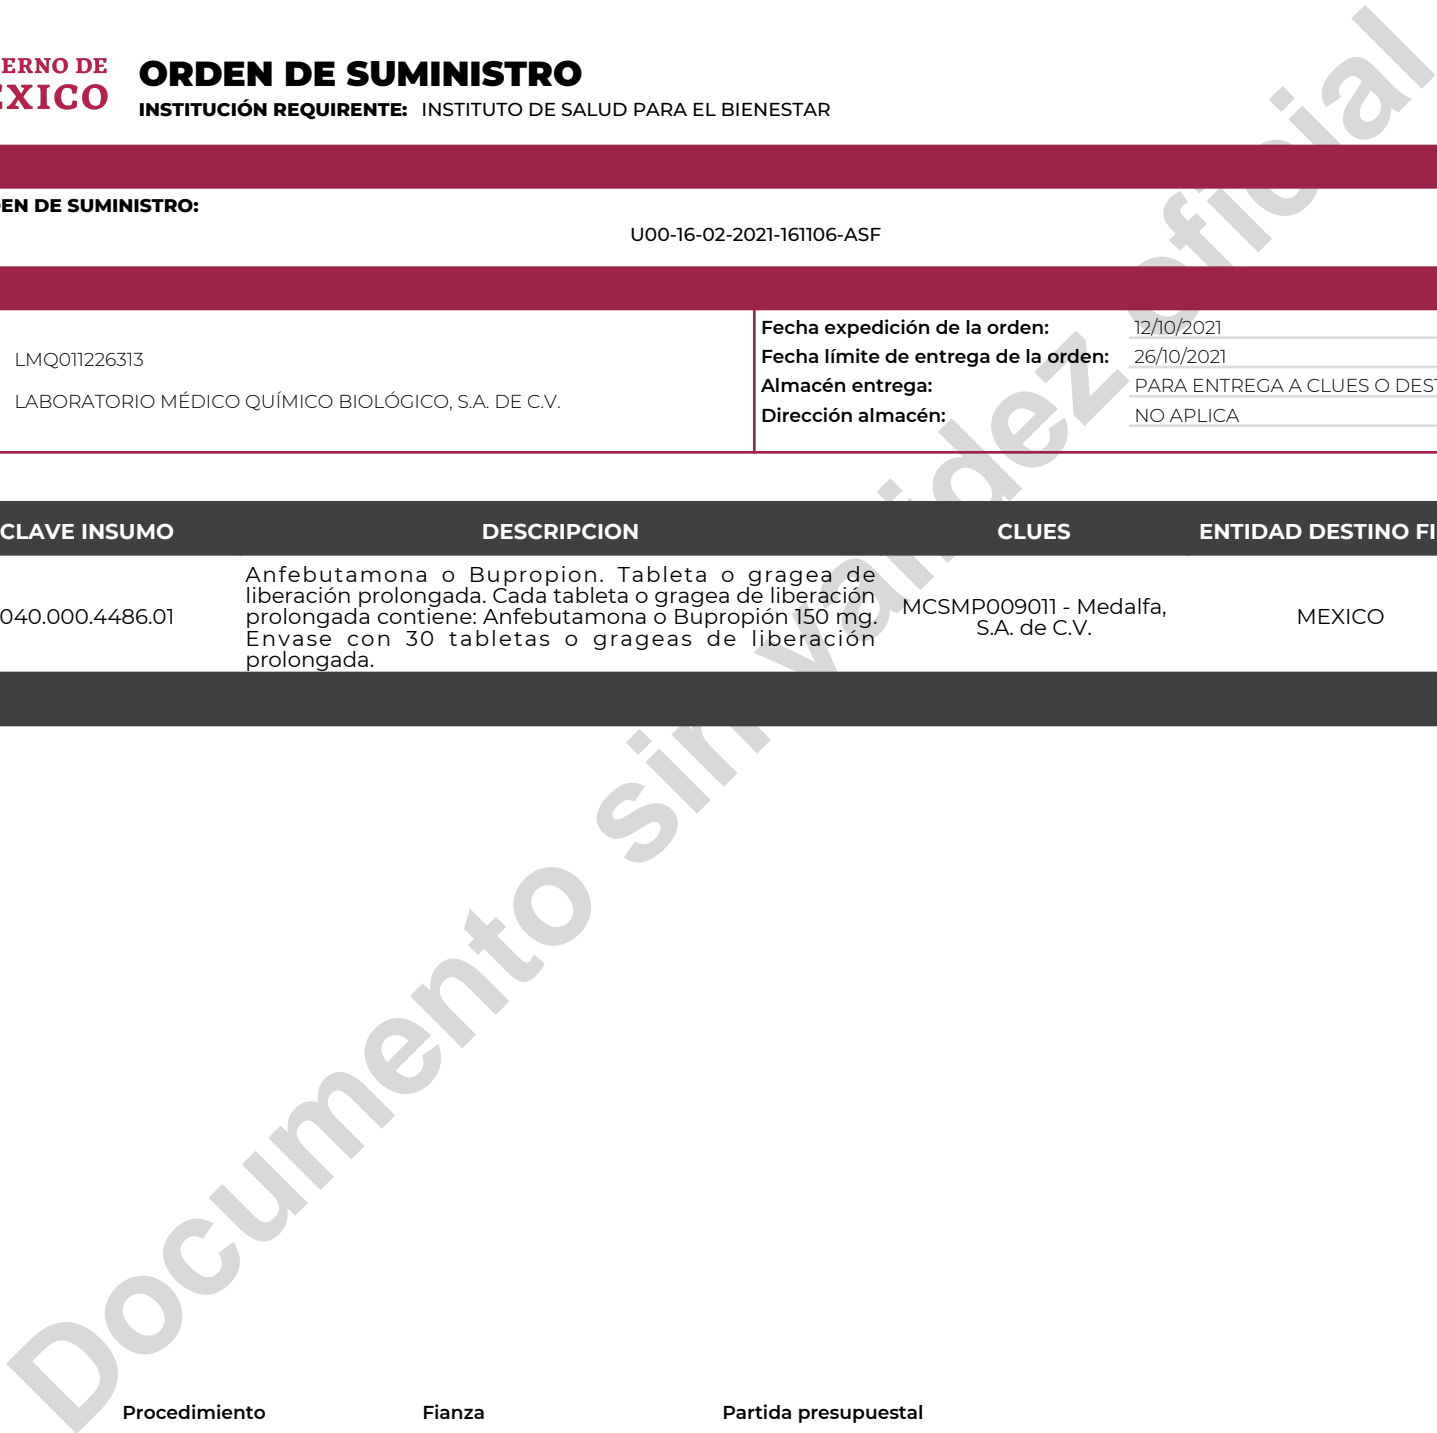 ERNO DE
EXICO
ORDEN DE SUMINISTRO
INSTITUCIÓN REQUIRENTE: INSTITUTO DE SALUD PARA EL BIENESTAR
EN DE SUMINISTRO:
U00-16-02-2021-161106-ASF
LMQ011226313
LABORATORIO MÉDICO QUÍMICO BIOLÓGICO, S.A. DE C.V.
Fecha expedición de la orden: 12/10/2021
Fecha límite de entrega de la orden: 26/10/2021
Almacén entrega: PARA ENTREGA A CLUES O DEST
Dirección almacén: NO APLICA
CLAVE INSUMO DESCRIPCION CLUES ENTIDAD DESTINO FI
040.000.4486.01
Anfebutamona o Bupropion. Tableta o gragea de
liberación prolongada. Cada tableta o gragea de liberación
prolongada contiene: Anfebutamona o Bupropión 150 mg.
Envase con 30 tabletas o grageas de liberación
prolongada.
MCSMP009011 - Medalfa,
S.A. de C.V.
MEXICO
Documento sin validez oficial
Procedimiento Fianza Partida presupuestal